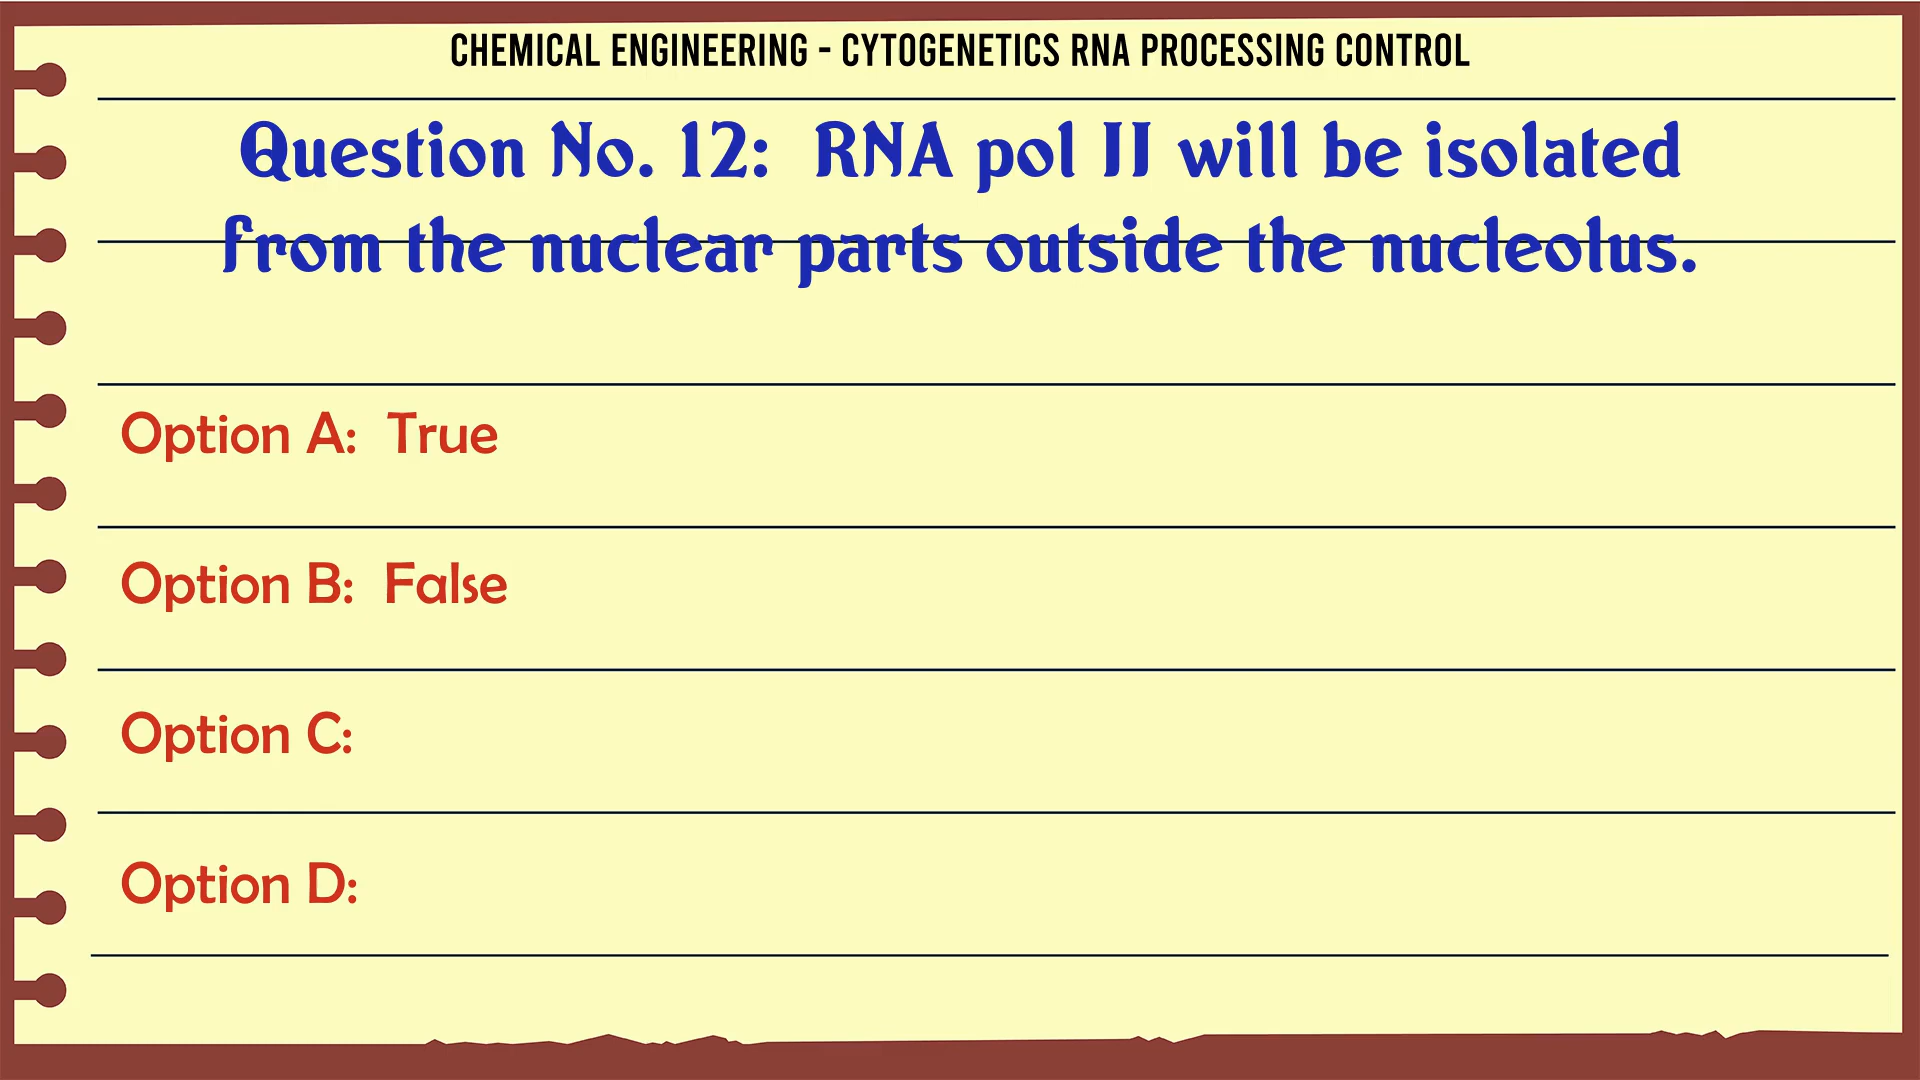 CHEMICAL ENGINEERING - CYTOGENETICS RNA PROCESSING CONTROL
Question No. 12: RNA pol II will be isolated
from the nuclear parts outside the nucleolus.
Option A: True
Option B: False
Option C:
Option D: